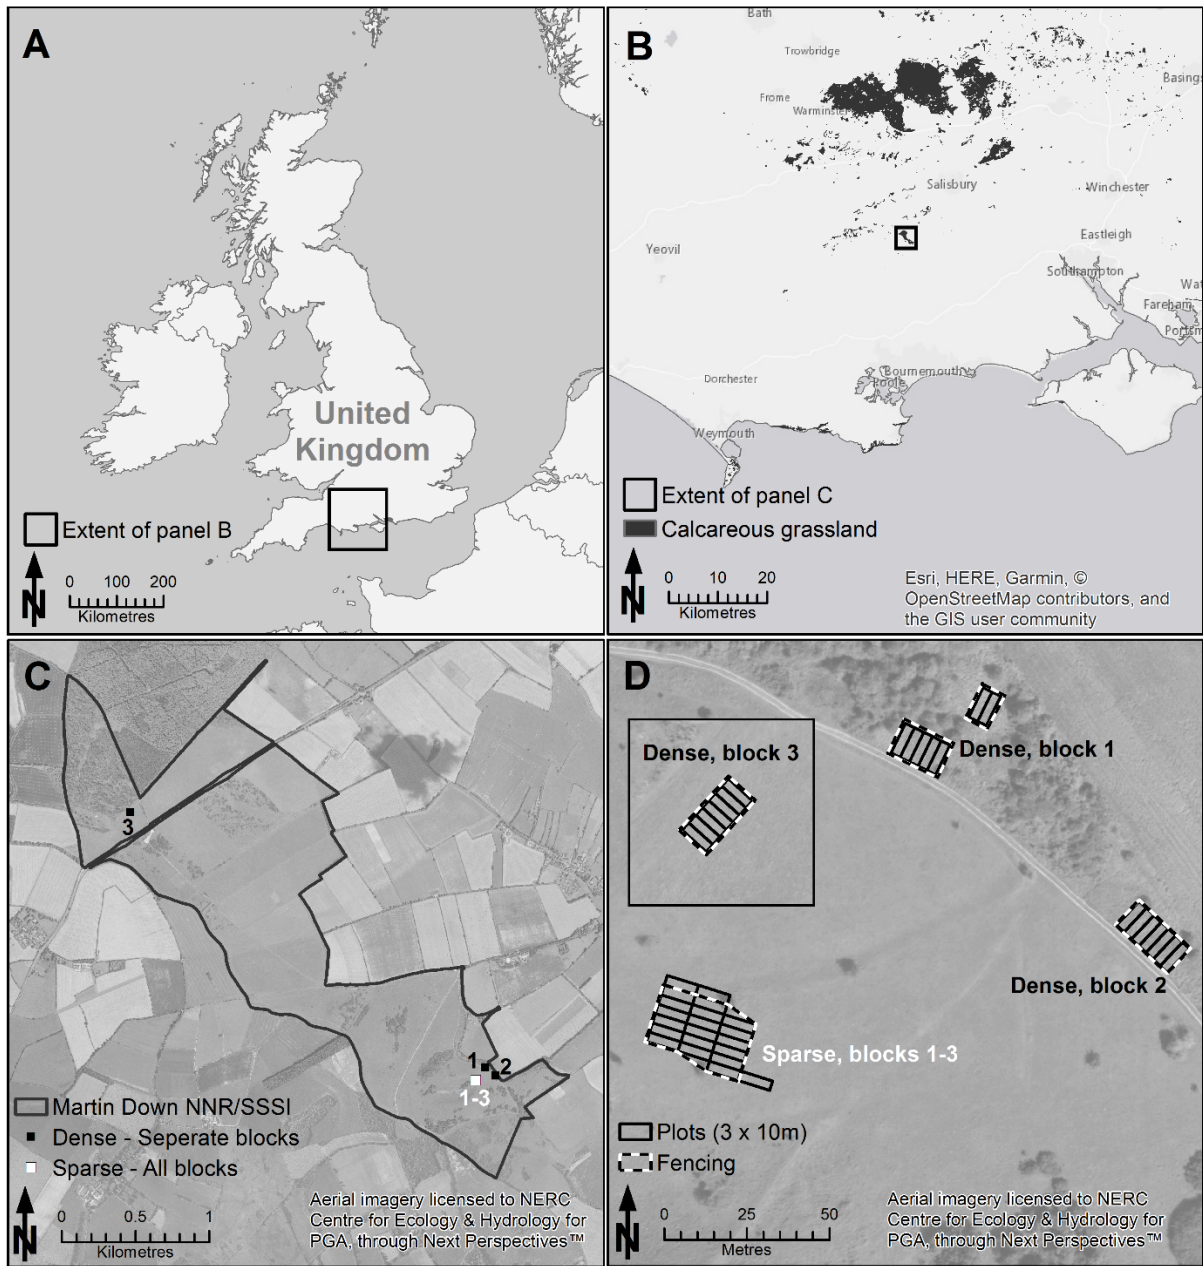 A
United
Kingdom
Extent of panel B
N
0 100 200
Kilometres
B
Bath
Trowbridge
Frome
Warminster
Basings
Salisbury
Winchester
Yeovil
Eastleigh
Southampton
Wat
Fareham
Portsm
Dorchester
Bournemouth
Poole
Weymouth
Extent of panel C
Calcareous grassland
N
0 10 20
Kilometres
Esri, HERE, Garmin, ©
OpenStreetMap contributors, and
the GIS user community
C
3
1
2
1-3
Martin Down NNR/SSSI
Dense - Seperate blocks
Sparse - All blocks
N
0 0.5 1
Kilometres
Aerial imagery licensed to NERC
Centre for Ecology & Hydrology for
PGA, through Next Perspectives™
D
Dense, block 3
Dense, block 1
Dense, block 2
Sparse, blocks 1-3
Plots (3 x 10m)
Fencing
N
0 25 50
Metres
Aerial imagery licensed to NERC
Centre for Ecology & Hydrology for
PGA, through Next Perspectives™